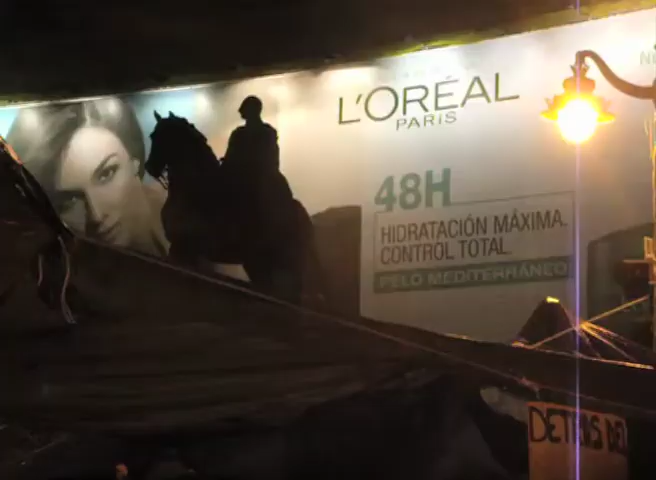 L'ORÉAL
PARIS
48H
HIDRATACIÓN MÁXIMA.
CONTROL TOTAL.
PELO MEDITERRÁNEO